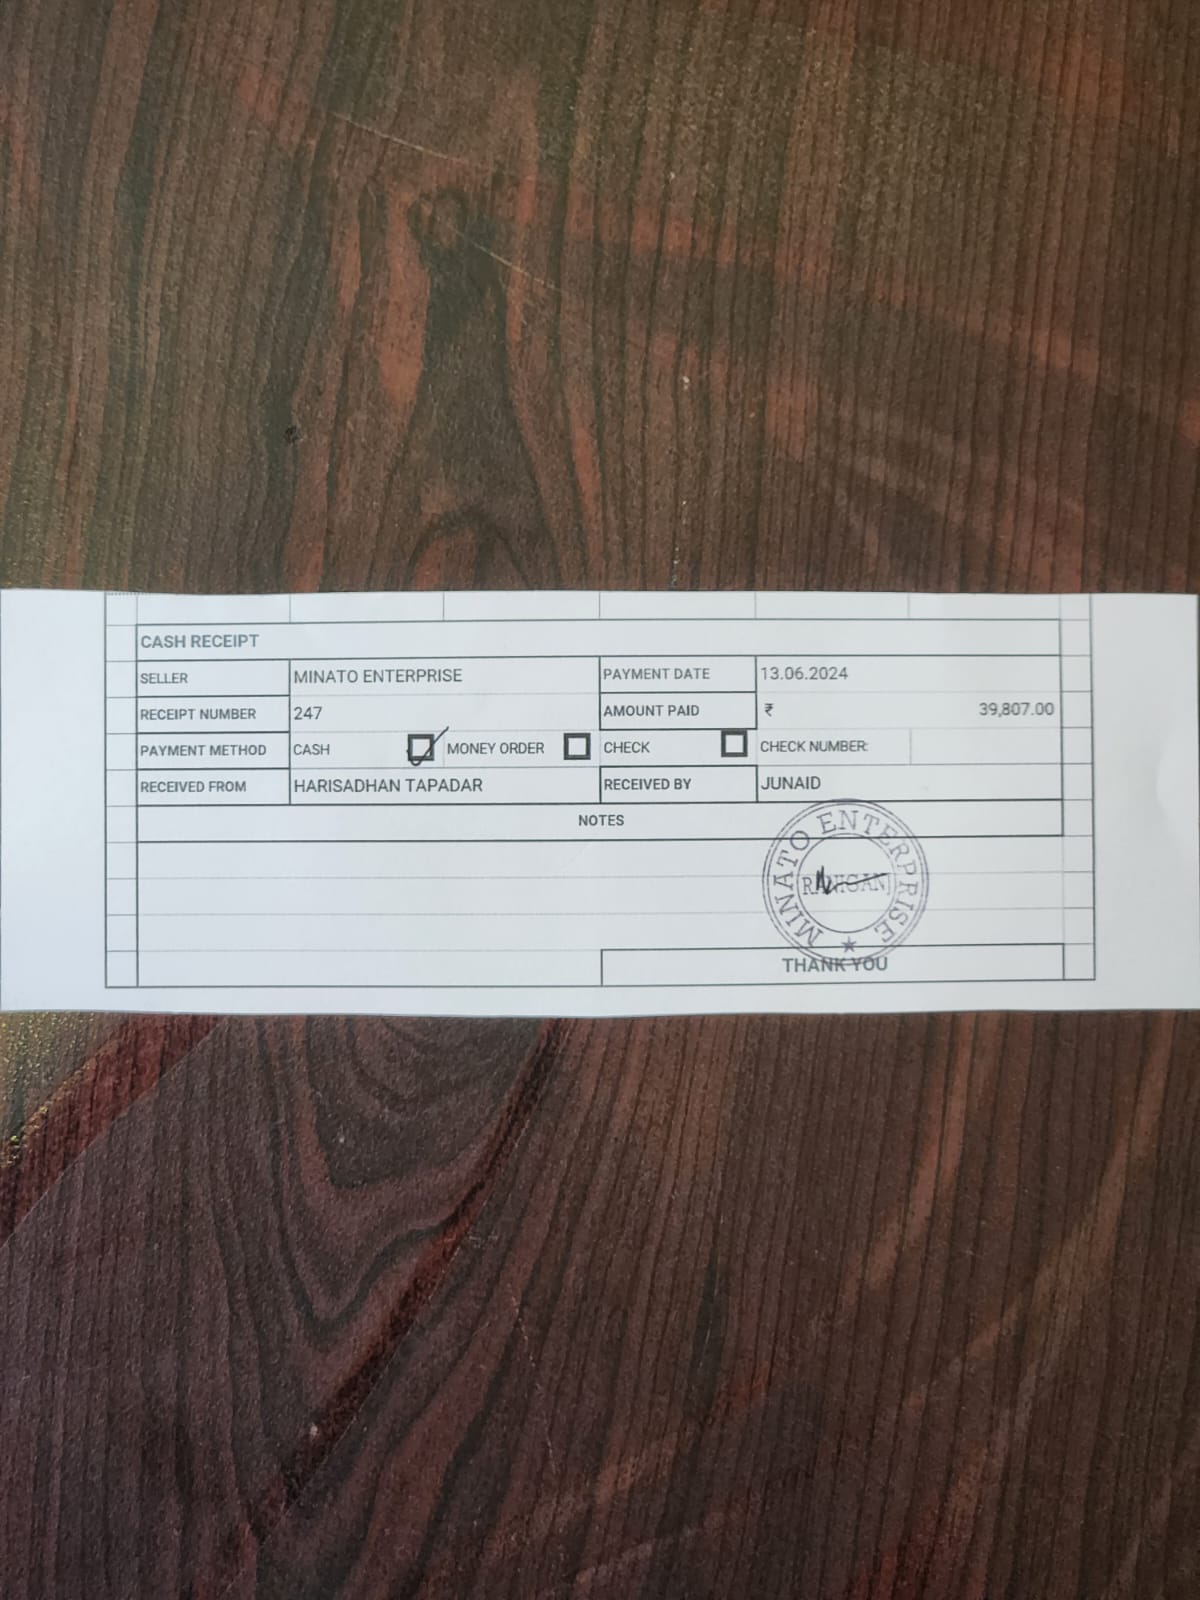 CASH RECEIPT
SELLER MINATO ENTERPRISE PAYMENT DATE 13.06.2024
RECEIPT NUMBER 247 AMOUNT PAID ₹ 39,807.00
PAYMENT METHOD CASH MONEY ORDER CHECK CHECK NUMBER:
RECEIVED FROM HARISADHAN TAPADAR RECEIVED BY JUNAID
NOTES
MINATO ENTERPRISE
RANIGANJ
THANK YOU